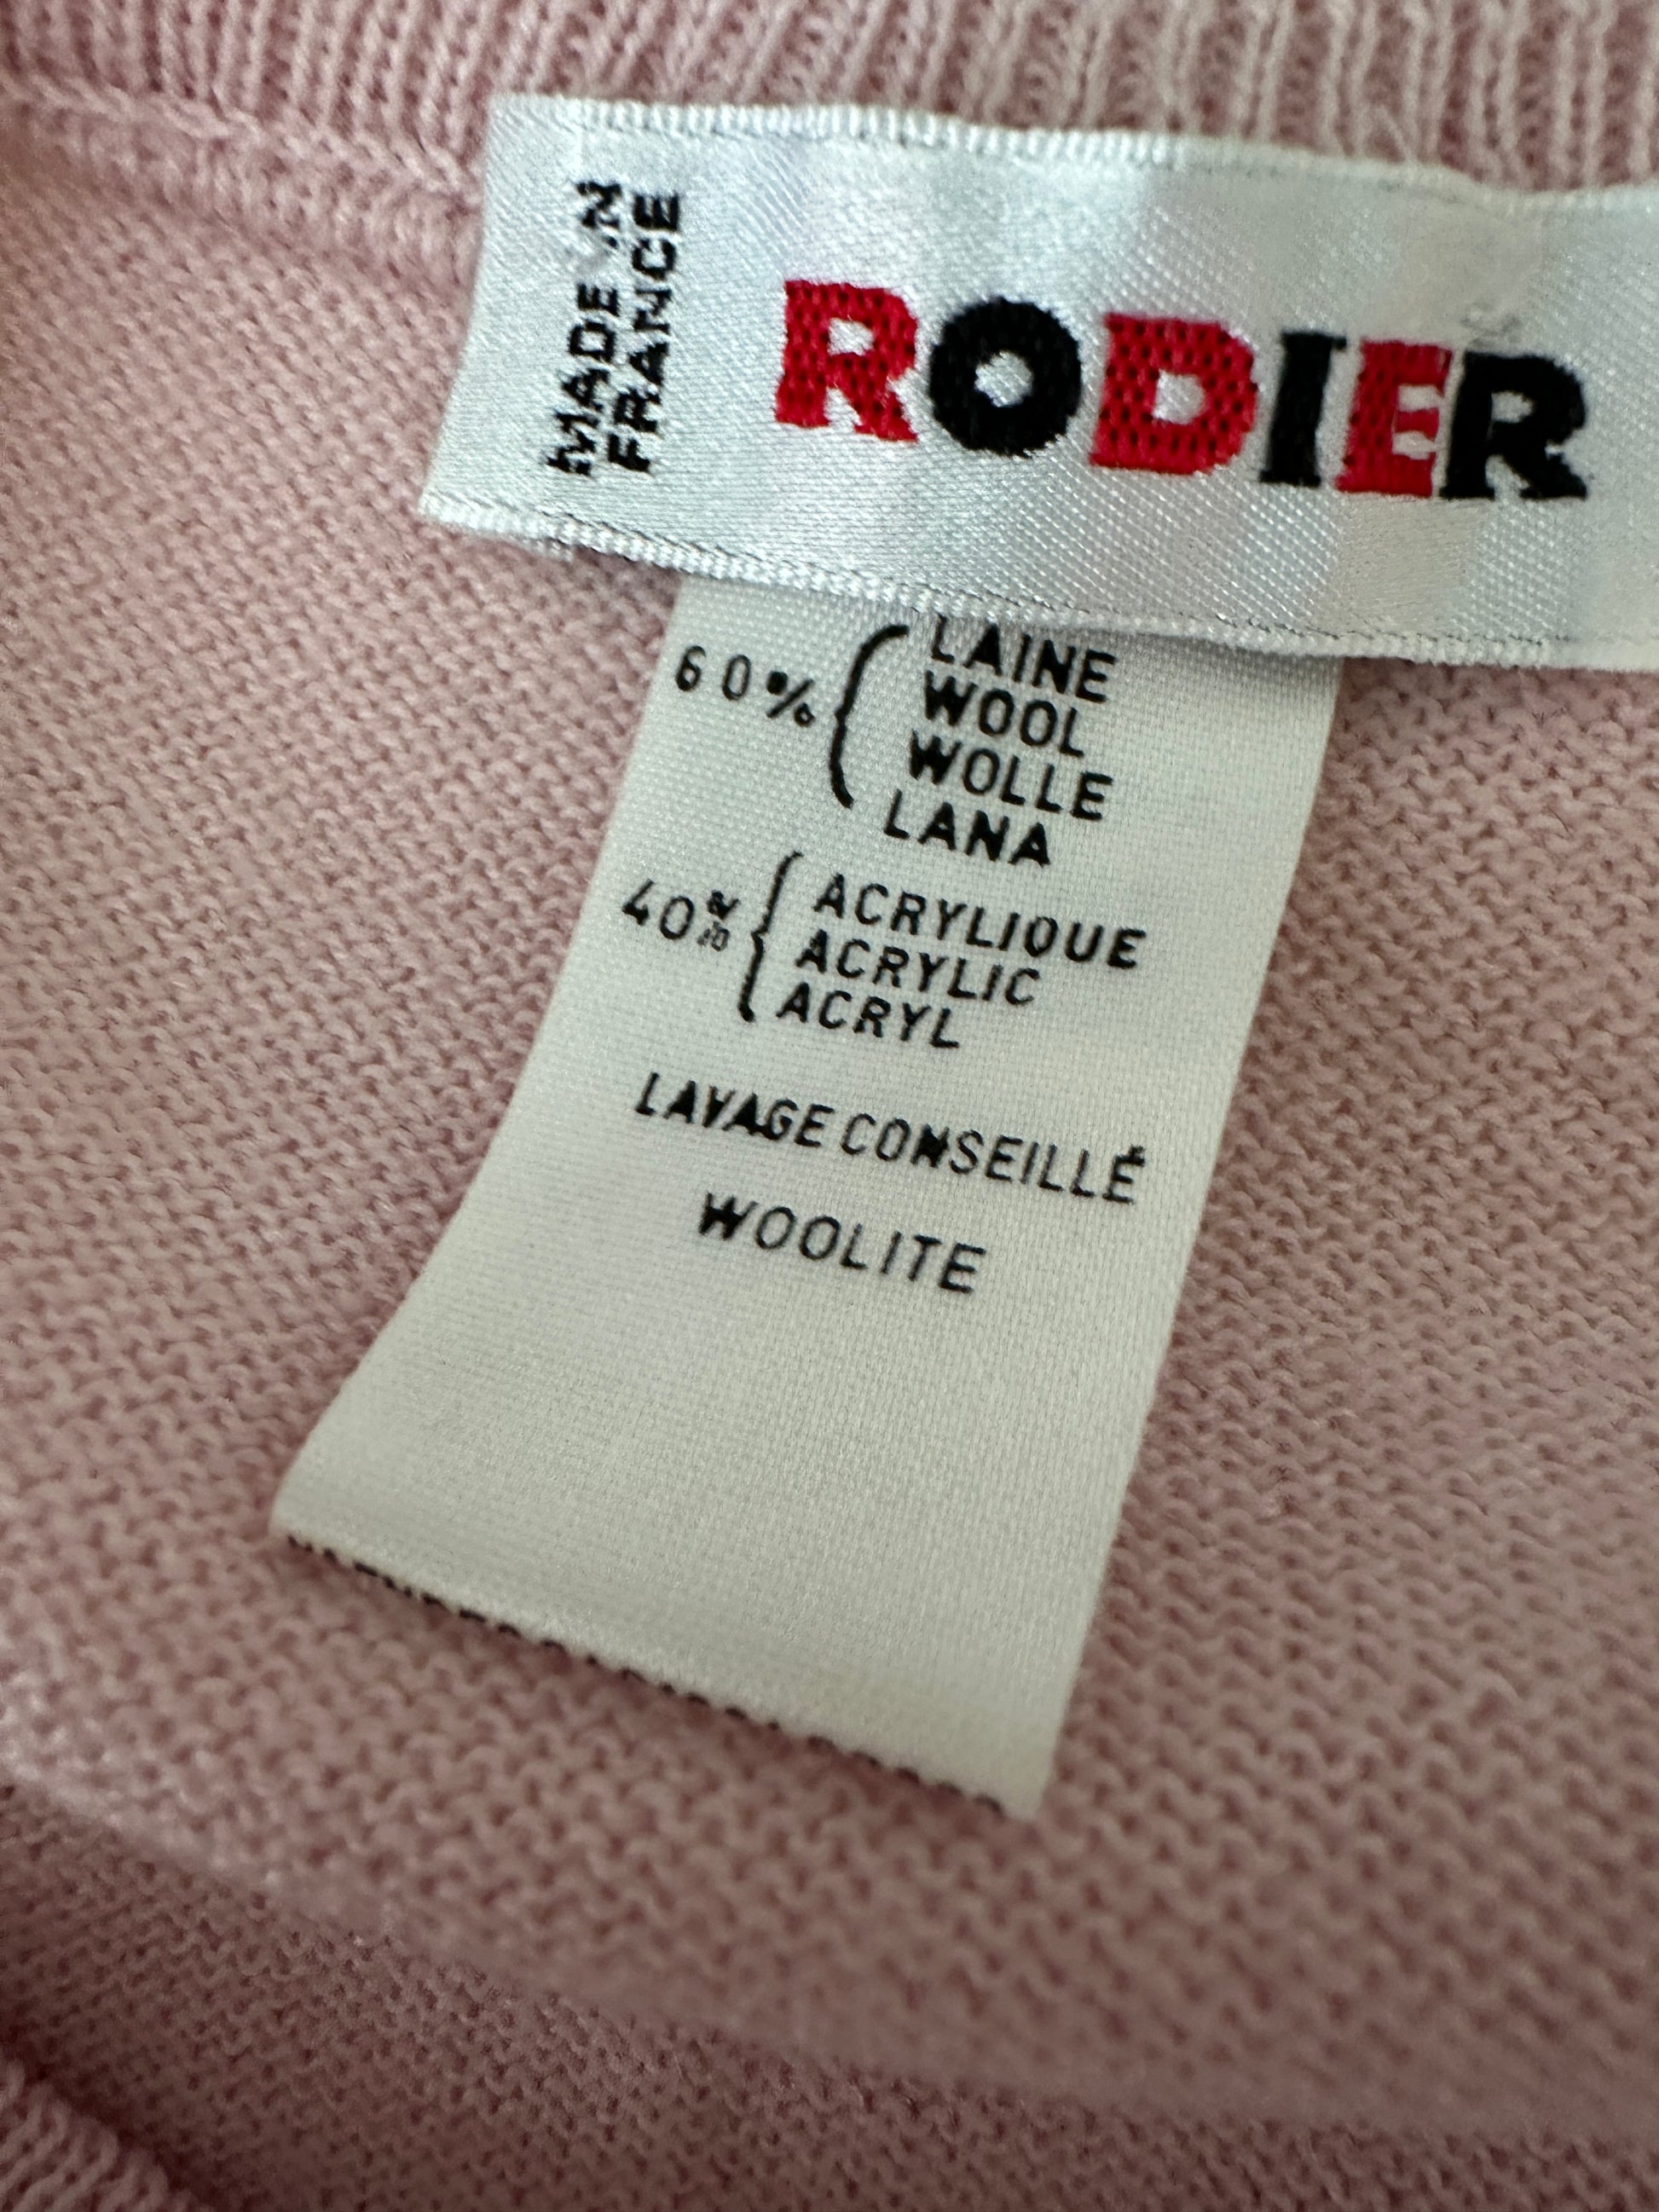 MADE IN
FRANCE
RODIER
60% { LAINE
WOOL
WOLLE
LANA
40% { ACRYLIQUE
ACRYLIC
ACRYL
LAVAGE CONSEILLÉ
WOOLITE